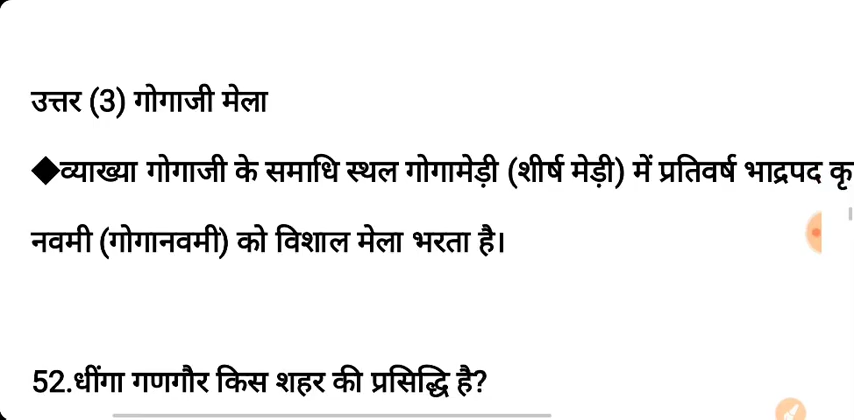 उत्तर (3) गोगाजी मेला
◆व्याख्या गोगाजी के समाधि स्थल गोगामेड़ी (शीर्ष मेड़ी) में प्रतिवर्ष भाद्रपद कृ
नवमी (गोगानवमी) को विशाल मेला भरता है।
52.धींगा गणगौर किस शहर की प्रसिद्धि है?